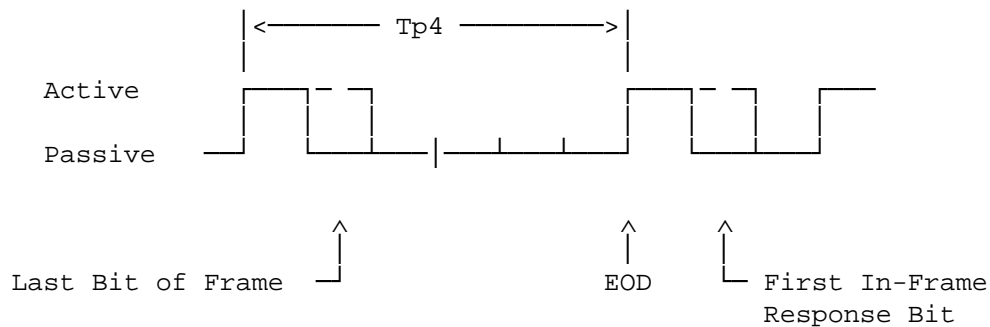 Tp4
Active
Passive
Last Bit of Frame
EOD
First In-Frame
Response Bit